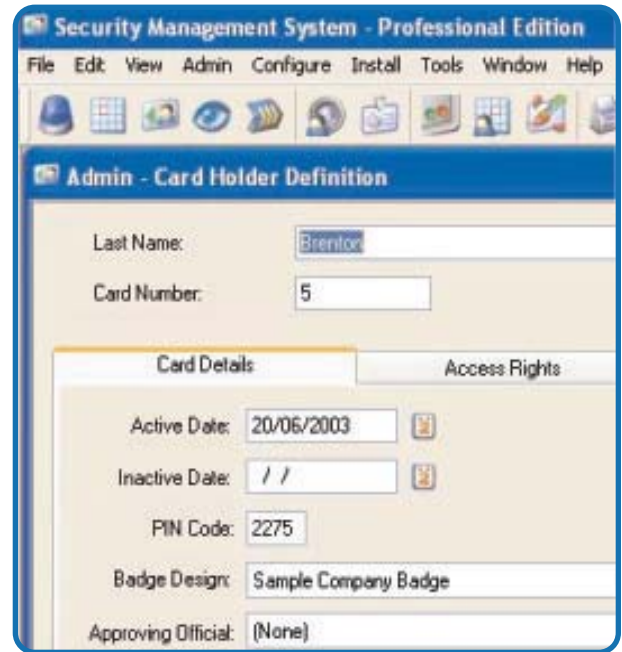 Security Management System - Professional Edition
File Edit View Admin Configure Install Tools Window Help
Admin - Card Holder Definition
Last Name: Brenton
Card Number: 5
Card Details Access Rights
Active Date: 20/06/2003
Inactive Date: / /
PIN Code: 2275
Badge Design: Sample Company Badge
Approving Official: (None)